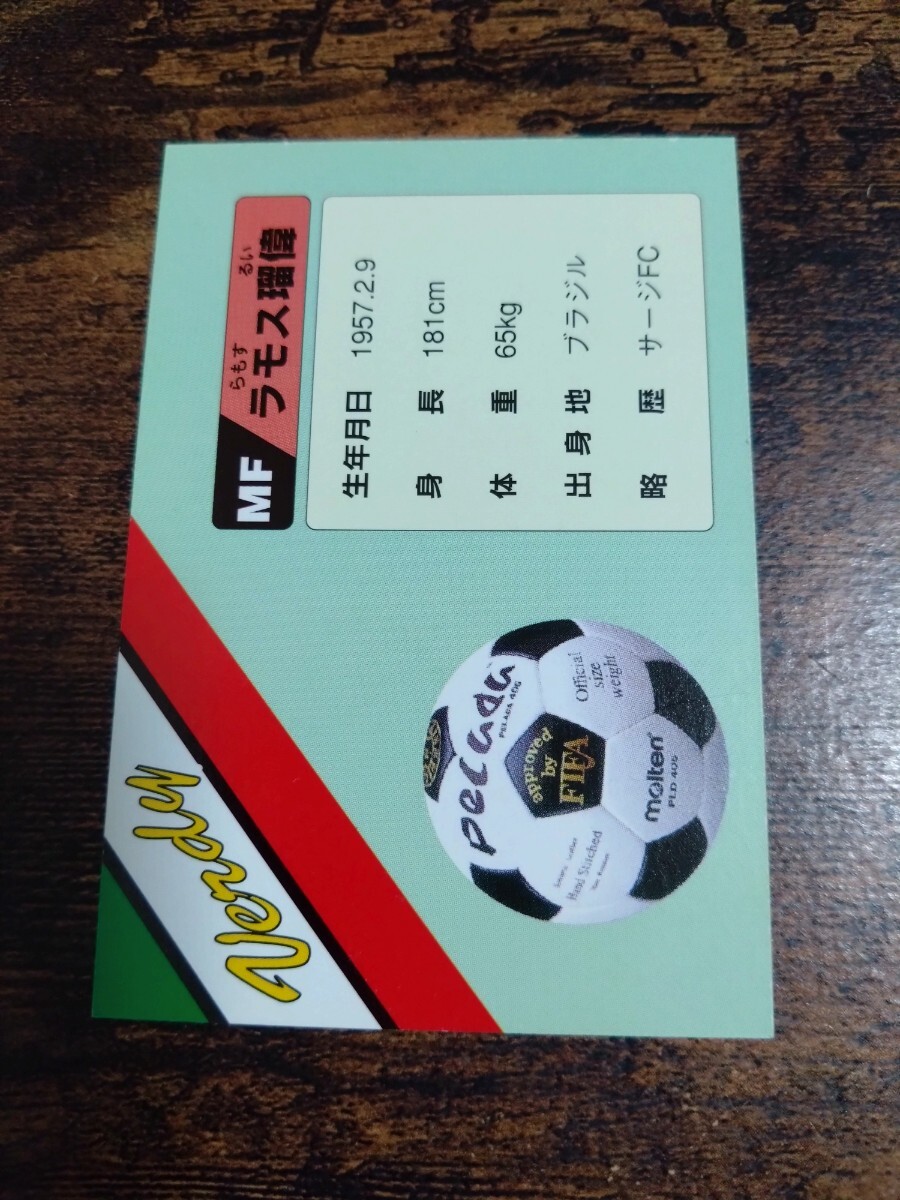 Verdy
MF ラモス瑠偉
らもす るい
生年月日 1957.2.9
身長 181cm
体重 65kg
出身地 ブラジル
略歴 サージFC
pelada
PELADA 406
approved
by
FIFA
Official
size
weight
Hand Stitched
molten
PLD 406